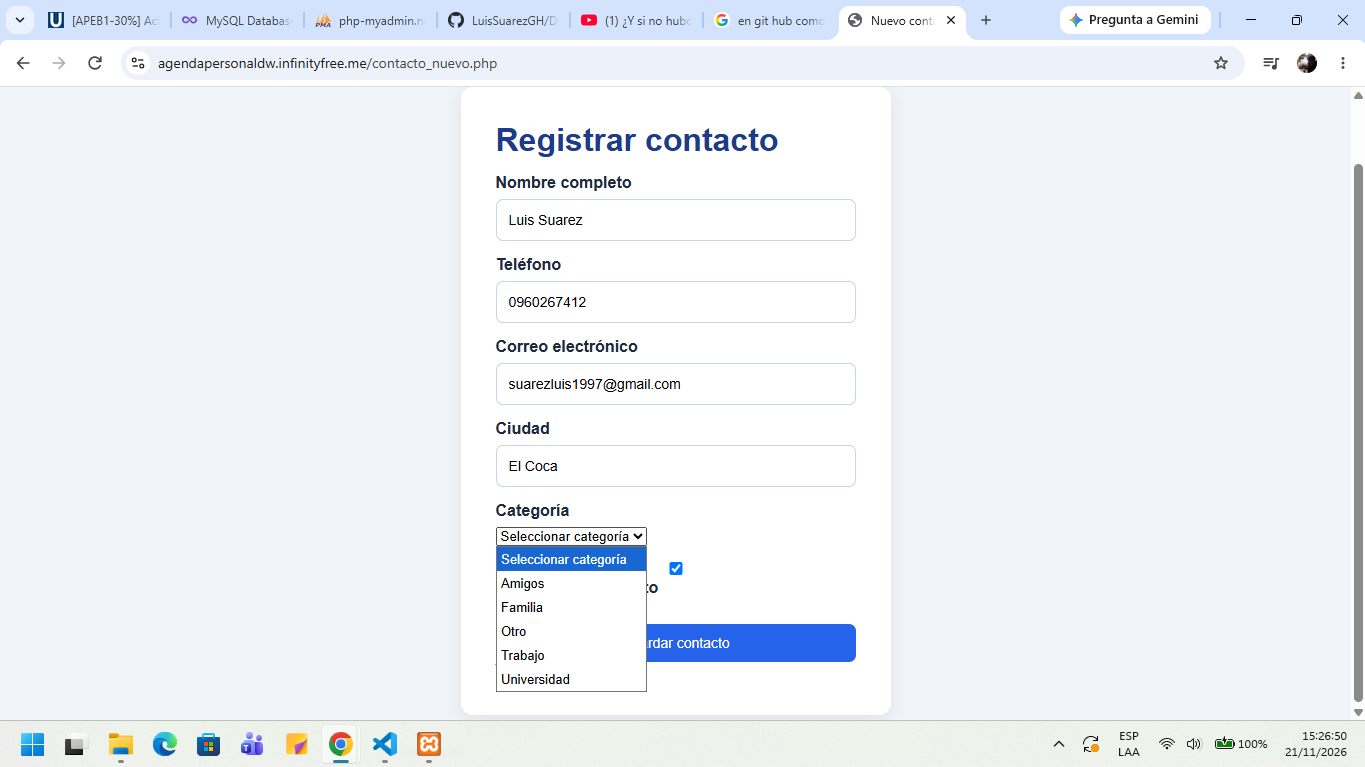 [APEB1-30%] Ac
MySQL Databas
php-myadmin.n
LuisSuarezGH/D
(1) ¿Y si no hubo
en git hub como
Nuevo cont
Pregunta a Gemini
agendapersonaldw.infinityfree.me/contacto_nuevo.php
Registrar contacto
Nombre completo
Luis Suarez
Teléfono
0960267412
Correo electrónico
suarezluis1997@gmail.com
Ciudad
El Coca
Categoría
Seleccionar categoría
Seleccionar categoría
Amigos
Familia
to
Otro
rdar contacto
Trabajo
Universidad
ESP
LAA
100%
15:26:50
21/11/2026